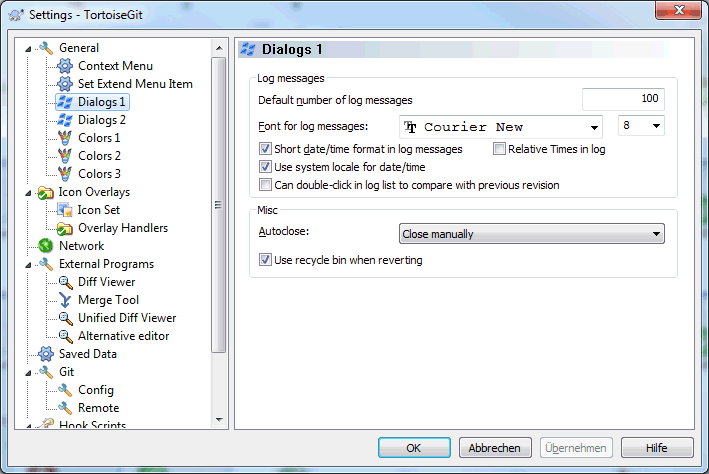 Settings - TortoiseGit
General
Context Menu
Set Extend Menu Item
Dialogs 1
Dialogs 2
Colors 1
Colors 2
Colors 3
Icon Overlays
Icon Set
Overlay Handlers
Network
External Programs
Diff Viewer
Merge Tool
Unified Diff Viewer
Alternative editor
Saved Data
Git
Config
Remote
Hook Scripts
Dialogs 1
Log messages
Default number of log messages 100
Font for log messages: Courier New 8
Short date/time format in log messages Relative Times in log
Use system locale for date/time
Can double-click in log list to compare with previous revision
Misc
Autoclose: Close manually
Use recycle bin when reverting
OK Abbrechen Übernehmen Hilfe